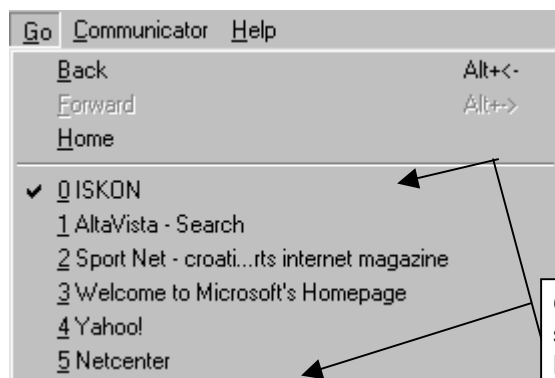 Go Communicator Help
Back Alt+<-
Forward Alt+->
Home
✔ 0 ISKON
1 AltaVista - Search
2 Sport Net - croati...rts internet magazine
3 Welcome to Microsoft's Homepage
4 Yahoo!
5 Netcenter